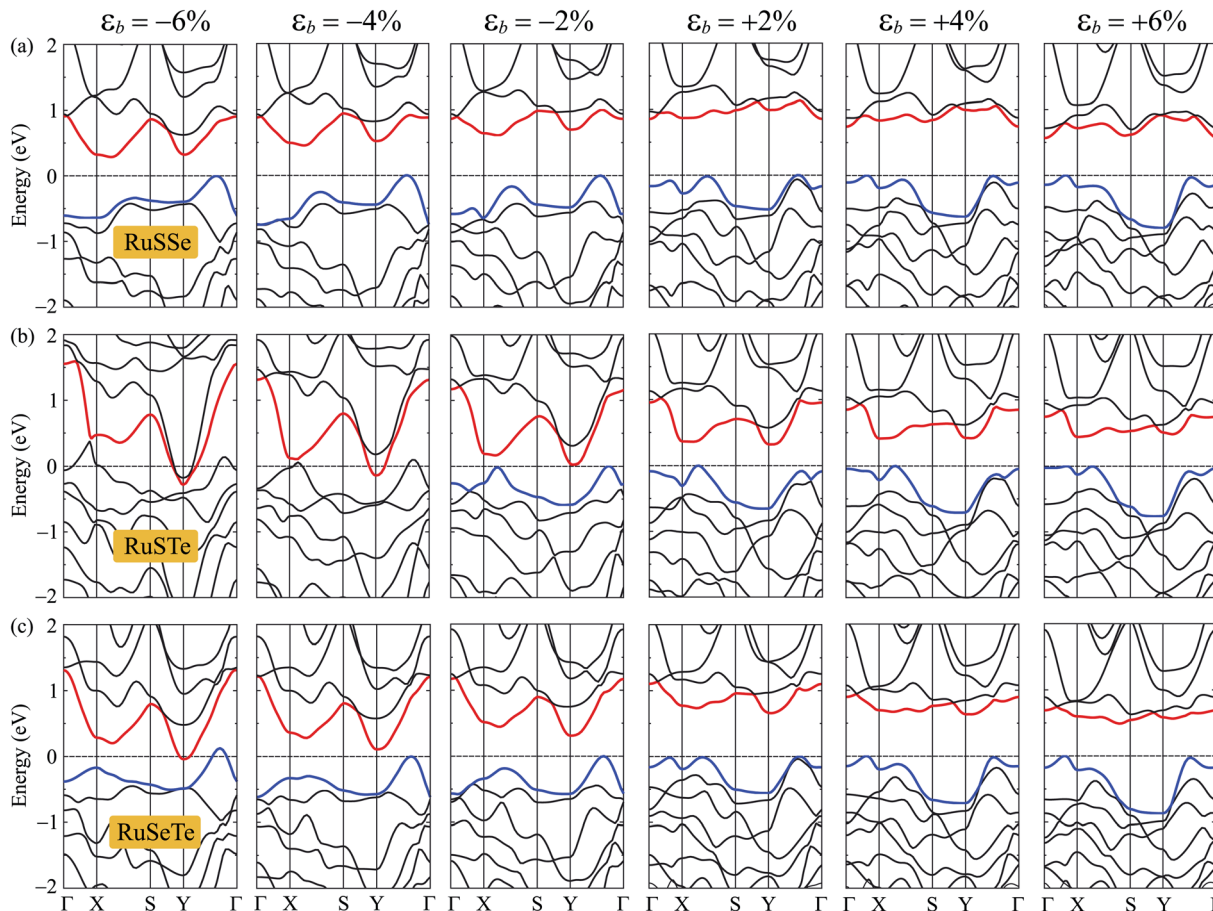 εb = −6% εb = −4% εb = −2% εb = +2% εb = +4% εb = +6%
(a)
2
1
0
−1
−2
Energy (eV)
RuSSe
(b)
2
1
0
−1
−2
Energy (eV)
RuSTe
(c)
2
1
0
−1
−2
Energy (eV)
RuSeTe
Γ X S Y Γ Γ X S Y Γ Γ X S Y Γ Γ X S Y Γ Γ X S Y Γ Γ X S Y Γ